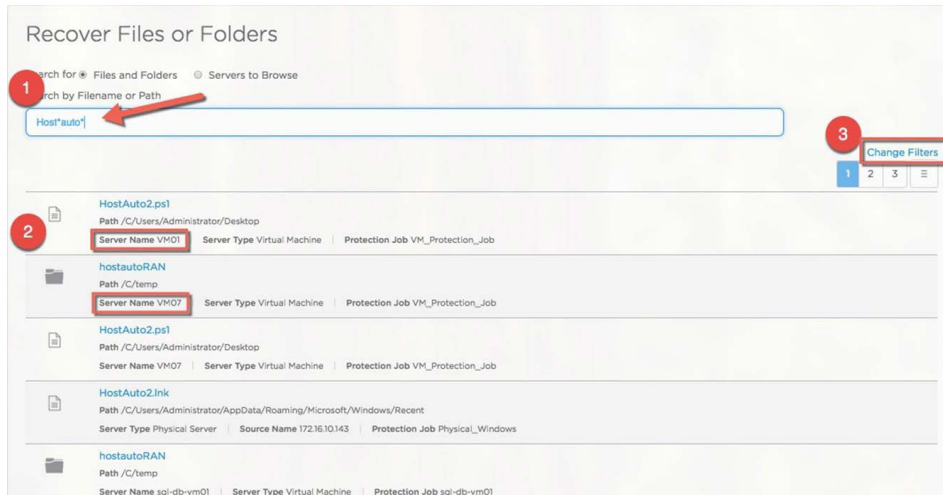 Recover Files or Folders
arch for Files and Folders Servers to Browse
1
rch by Filename or Path
Host*auto*
3
Change Filters
1 2 3
HostAuto2.ps1
Path /C/Users/Administrator/Desktop
2
Server Name VM01 Server Type Virtual Machine Protection Job VM_Protection_Job
hostautoRAN
Path /C/temp
Server Name VM07 Server Type Virtual Machine Protection Job VM_Protection_Job
HostAuto2.ps1
Path /C/Users/Administrator/Desktop
Server Name VM07 Server Type Virtual Machine Protection Job VM_Protection_Job
HostAuto2.lnk
Path /C/Users/Administrator/AppData/Roaming/Microsoft/Windows/Recent
Server Type Physical Server Source Name 172.16.10.143 Protection Job Physical_Windows
hostautoRAN
Path /C/temp
Server Name sql-db-vm01 Server Type Virtual Machine Protection Job sql-db-vm01